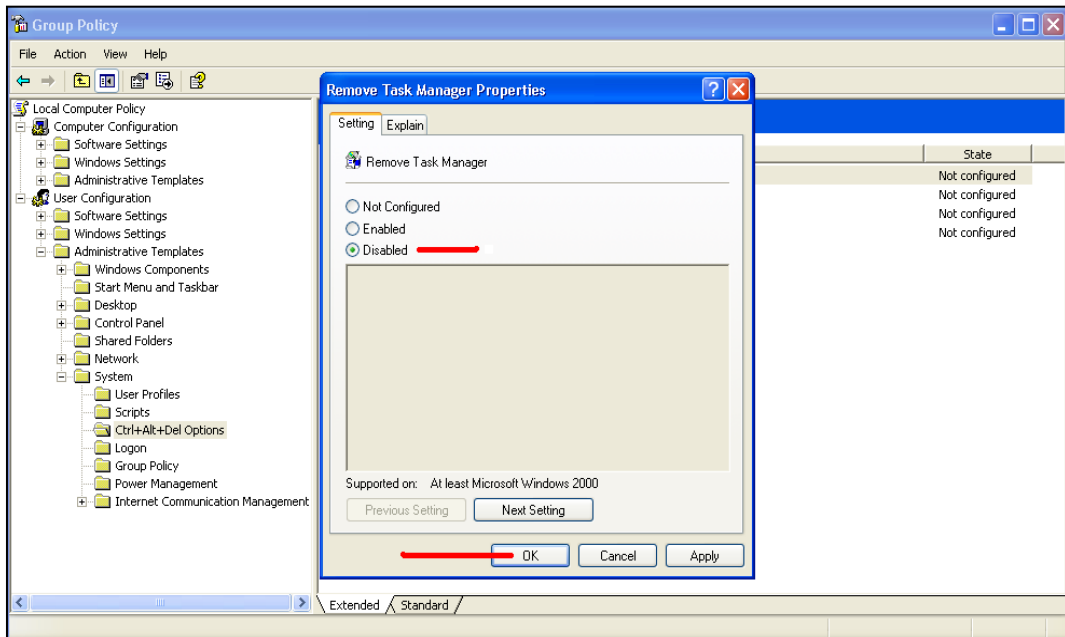 Group Policy
File Action View Help
Local Computer Policy
Computer Configuration
Software Settings
Windows Settings
Administrative Templates
User Configuration
Software Settings
Windows Settings
Administrative Templates
Windows Components
Start Menu and Taskbar
Desktop
Control Panel
Shared Folders
Network
System
User Profiles
Scripts
Ctrl+Alt+Del Options
Logon
Group Policy
Power Management
Internet Communication Management
Remove Task Manager Properties
Setting Explain
Remove Task Manager
Not Configured
Enabled
Disabled
Supported on: At least Microsoft Windows 2000
Previous Setting Next Setting
OK Cancel Apply
State
Not configured
Not configured
Not configured
Not configured
Extended Standard